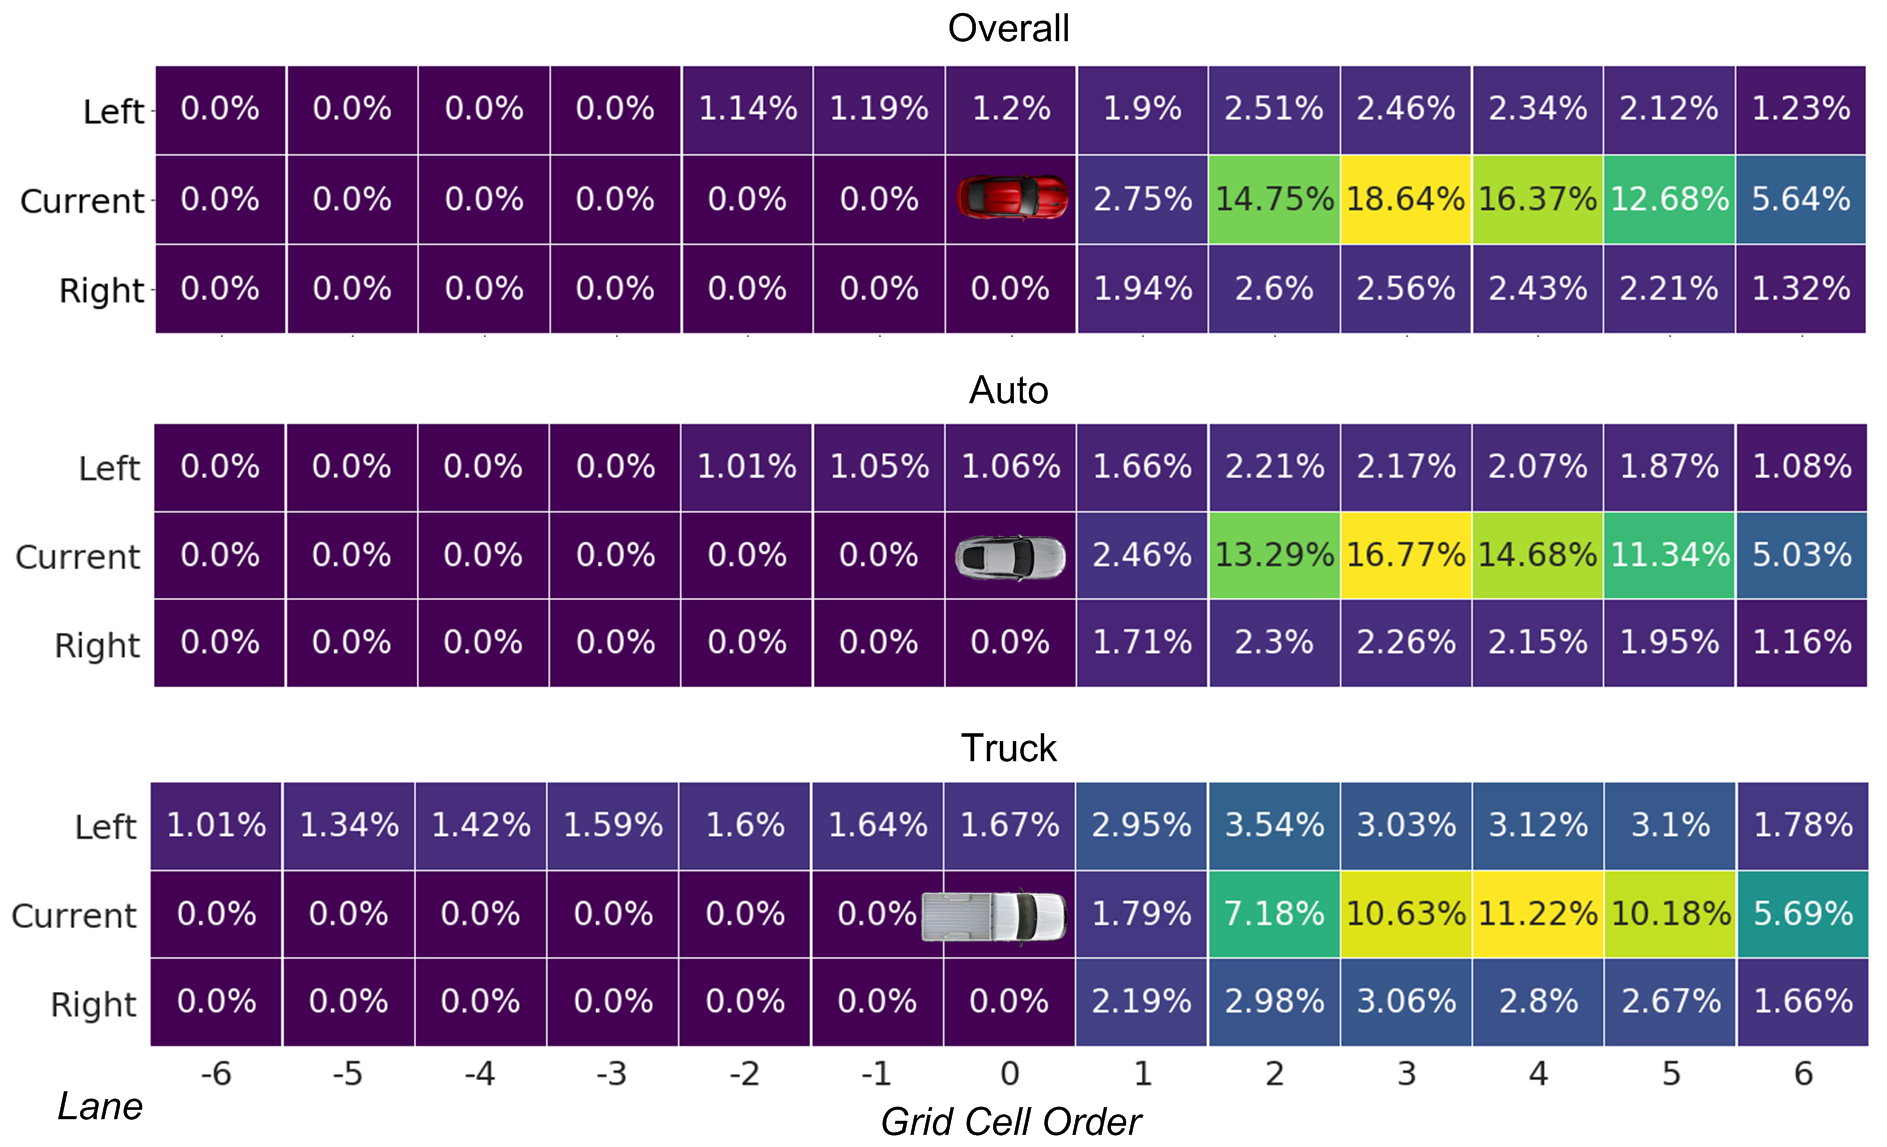 Overall
Left 0.0% 0.0% 0.0% 0.0% 1.14% 1.19% 1.2% 1.9% 2.51% 2.46% 2.34% 2.12% 1.23%
Current 0.0% 0.0% 0.0% 0.0% 0.0% 0.0% 2.75% 14.75% 18.64% 16.37% 12.68% 5.64%
Right 0.0% 0.0% 0.0% 0.0% 0.0% 0.0% 0.0% 1.94% 2.6% 2.56% 2.43% 2.21% 1.32%
Auto
Left 0.0% 0.0% 0.0% 0.0% 1.01% 1.05% 1.06% 1.66% 2.21% 2.17% 2.07% 1.87% 1.08%
Current 0.0% 0.0% 0.0% 0.0% 0.0% 0.0% 2.46% 13.29% 16.77% 14.68% 11.34% 5.03%
Right 0.0% 0.0% 0.0% 0.0% 0.0% 0.0% 0.0% 1.71% 2.3% 2.26% 2.15% 1.95% 1.16%
Truck
Left 1.01% 1.34% 1.42% 1.59% 1.6% 1.64% 1.67% 2.95% 3.54% 3.03% 3.12% 3.1% 1.78%
Current 0.0% 0.0% 0.0% 0.0% 0.0% 0.0% 1.79% 7.18% 10.63% 11.22% 10.18% 5.69%
Right 0.0% 0.0% 0.0% 0.0% 0.0% 0.0% 0.0% 2.19% 2.98% 3.06% 2.8% 2.67% 1.66%
-6 -5 -4 -3 -2 -1 0 1 2 3 4 5 6
Lane
Grid Cell Order